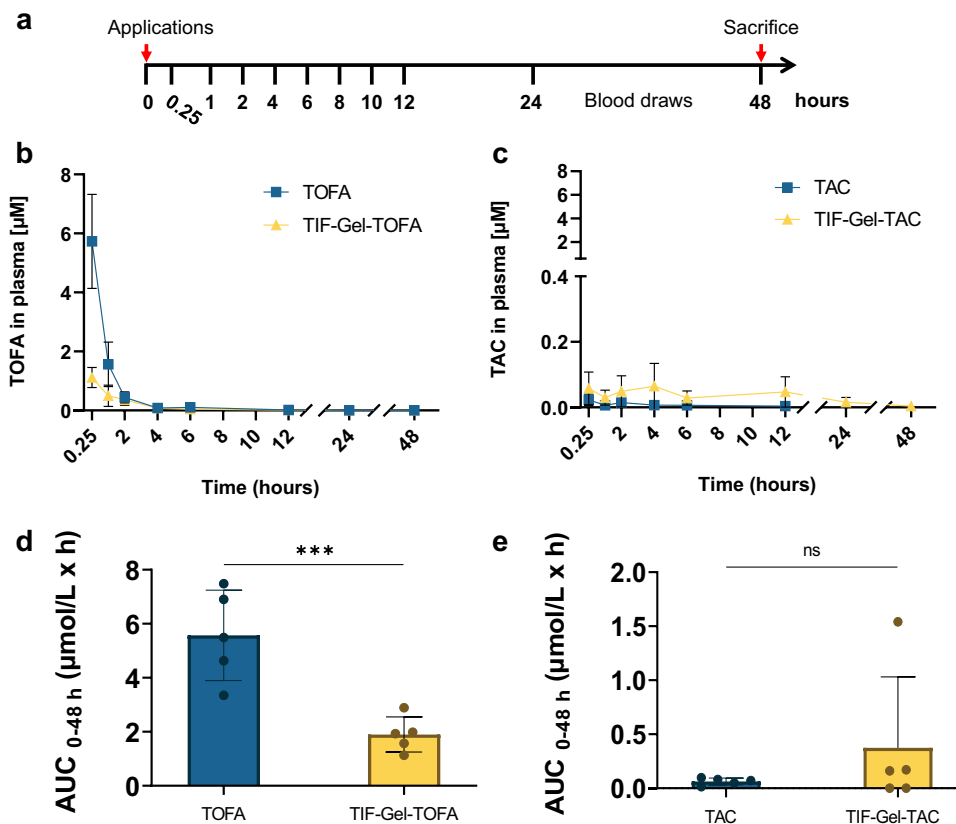 a
Applications
Sacrifice
0 0.25 1 2 4 6 8 10 12 24 Blood draws 48 hours
b
TOFA in plasma [µM]
8
6
4
2
0
TOFA
TIF-Gel-TOFA
0.25 2 4 6 8 10 12 24 48
Time (hours)
c
TAC in plasma [µM]
8
6
4
2
0.4
0.2
0.0
TAC
TIF-Gel-TAC
0.25 2 4 6 8 10 12 24 48
Time (hours)
d
AUC 0-48 h (µmol/L x h)
8
6
4
2
0
***
TOFA TIF-Gel-TOFA
e
AUC 0-48 h (µmol/L x h)
2.0
1.5
1.0
0.5
0.0
ns
TAC TIF-Gel-TAC